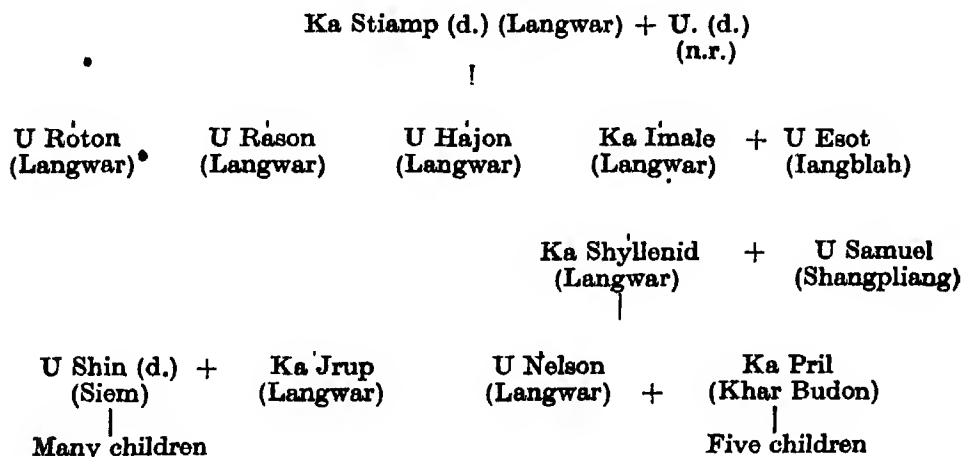 Ka Stiamp (d.) (Langwar) + U. (d.)
(n.r.)
U Roton U Rason U Hajon Ka Imale + U Esot
(Langwar) (Langwar) (Langwar) (Langwar) (Iangblah)
Ka Shyllenid + U Samuel
(Langwar) (Shangpliang)
U Shin (d.) + Ka Jrup U Nelson Ka Pril
(Siem) (Langwar) (Langwar) + (Khar Budon)
Many children Five children